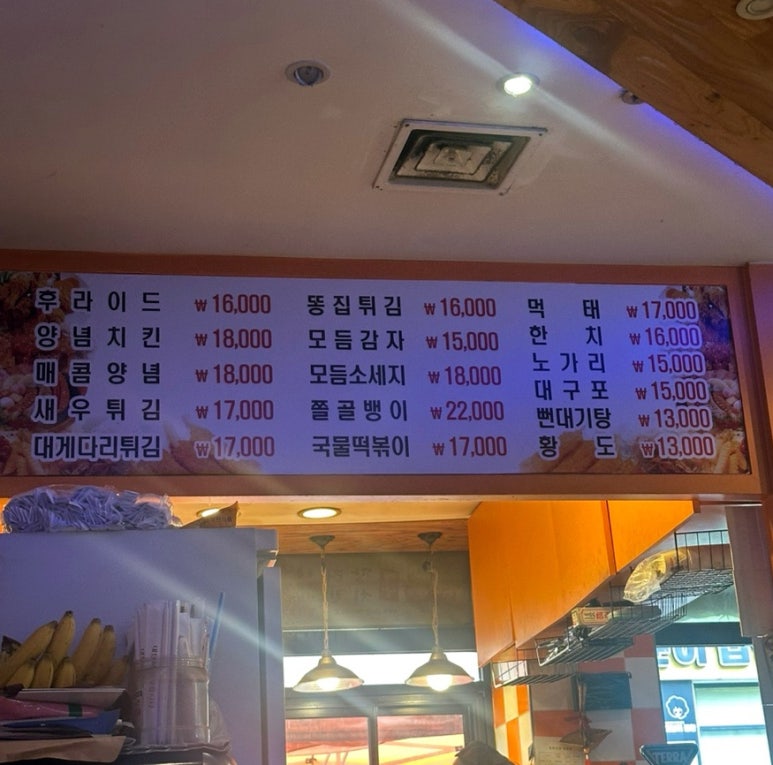 후라이드 ₩16,000
양념치킨 ₩18,000
매콤양념 ₩18,000
새우튀김 ₩17,000
대게다리튀김 ₩17,000
똥집튀김 ₩16,000
모듬감자 ₩15,000
모듬소세지 ₩18,000
쫄골뱅이 ₩22,000
국물떡볶이 ₩17,000
먹태 ₩17,000
한치 ₩16,000
노가리 ₩15,000
대구포 ₩15,000
뻔대기탕 ₩13,000
황도 ₩13,000
TERRA